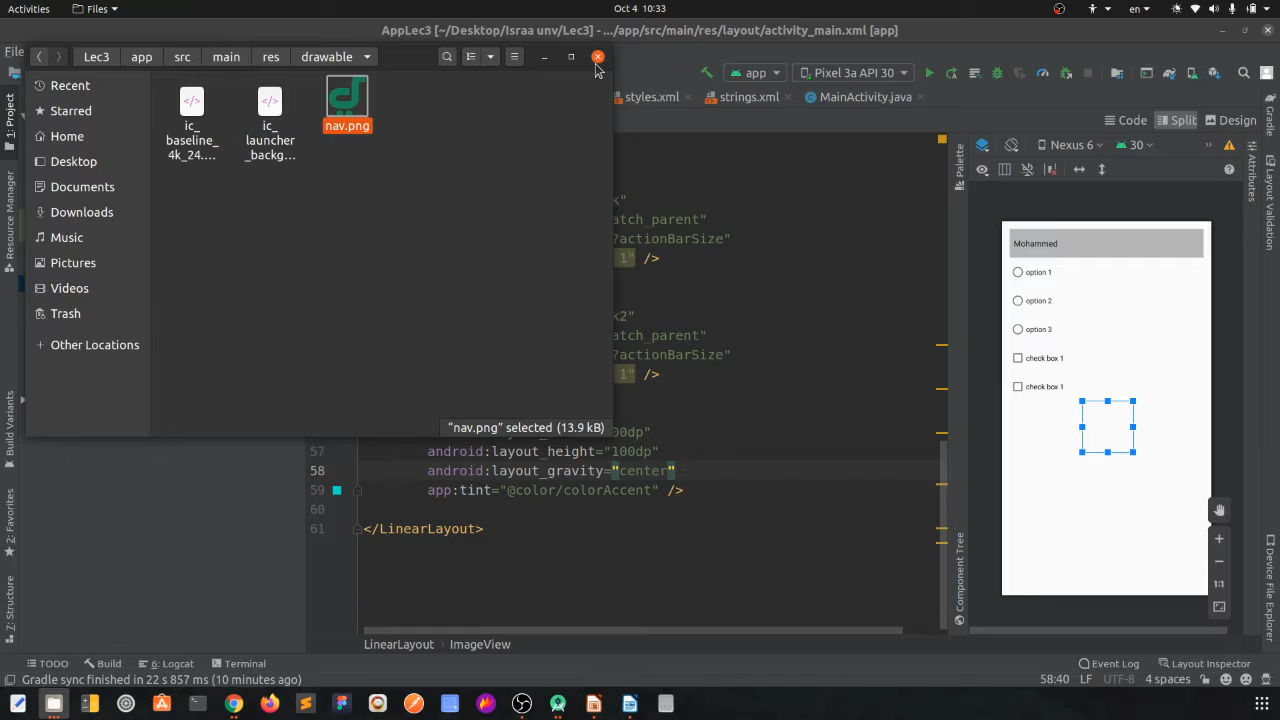 Activities
Files
Oct 4 10:33
en
AppLec3 [~/Desktop/Israa unv/Lec3] - .../app/src/main/res/layout/activity_main.xml [app]
Lec3
app
src
main
res
drawable
app
Pixel 3a API 30
1: Project
Resource Manager
Build Variants
2: Favorites
Z: Structure
Recent
Starred
Home
Desktop
Documents
Downloads
Music
Pictures
Videos
Trash
+ Other Locations
ic_
baseline_
4k_24....
ic_
launcher
_backg...
nav.png
"nav.png" selected (13.9 kB)
styles.xml
strings.xml
MainActivity.java
Code
Split
Design
Palette
Nexus 6
30
Attributes
Gradle
Layout Validation
Device File Explorer
Component Tree
k"
atch_parent"
?actionBarSize"
1" />
k2"
atch_parent"
?actionBarSize"
1" />
00dp"
57 android:layout_height="100dp"
58 android:layout_gravity="center"
59 app:tint="@color/colorAccent" />
60
61 </LinearLayout>
Mohammed
option 1
option 2
option 3
check box 1
check box 1
1:1
LinearLayout
ImageView
TODO
Build
6: Logcat
Terminal
Event Log
Layout Inspector
Gradle sync finished in 22 s 857 ms (10 minutes ago)
58:40 LF UTF-8 4 spaces